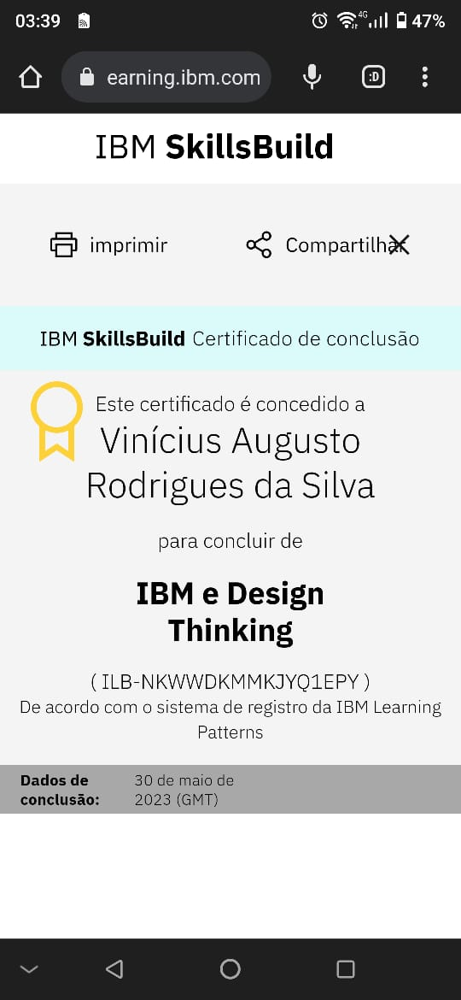 03:39
4G 47%
earning.ibm.com
:D
IBM SkillsBuild
imprimir
Compartilhar
IBM SkillsBuild Certificado de conclusão
Este certificado é concedido a
Vinícius Augusto
Rodrigues da Silva
para concluir de
IBM e Design
Thinking
( ILB-NKWWDKMMKJYQ1EPY )
De acordo com o sistema de registro da IBM Learning
Patterns
Dados de 30 de maio de
conclusão: 2023 (GMT)